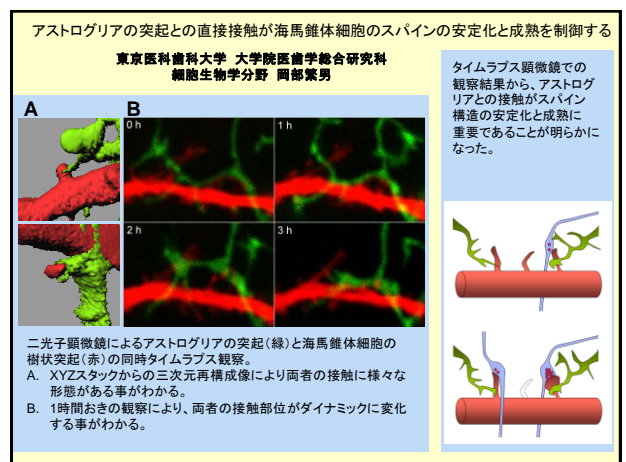 アストログリアの突起との直接接触が海馬錐体細胞のスパインの安定化と成熟を制御する
東京医科歯科大学 大学院医歯学総合研究科
細胞生物学分野 岡部繁男
A
B
0 h
1 h
2 h
3 h
二光子顕微鏡によるアストログリアの突起（緑）と海馬錐体細胞の
樹状突起（赤）の同時タイムラプス観察。
A. XYZスタックからの三次元再構成像により両者の接触に様々な
形態がある事がわかる。
B. 1時間おきの観察により、両者の接触部位がダイナミックに変化
する事がわかる。
タイムラプス顕微鏡での
観察結果から、アストログ
リアとの接触がスパイン
構造の安定化と成熟に
重要であることが明らかに
なった。